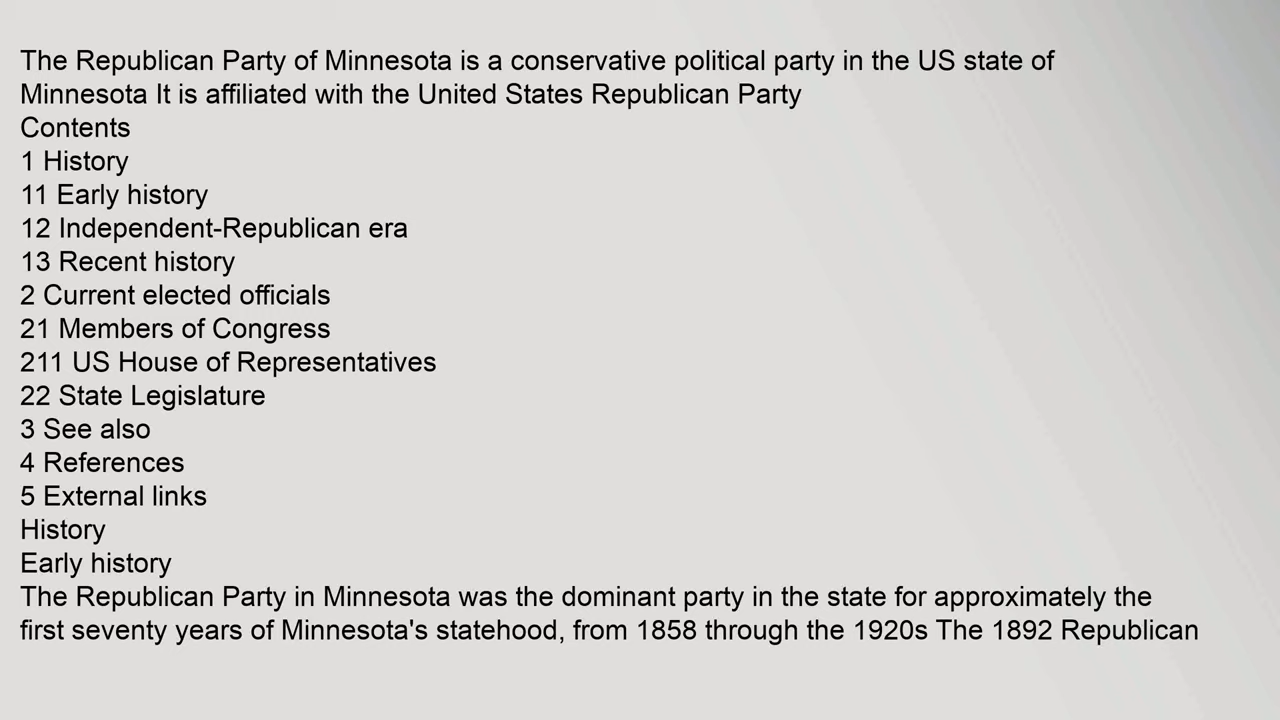 The Republican Party of Minnesota is a conservative political party in the US state of
Minnesota It is affiliated with the United States Republican Party
Contents
1 History
11 Early history
12 Independent-Republican era
13 Recent history
2 Current elected officials
21 Members of Congress
211 US House of Representatives
22 State Legislature
3 See also
4 References
5 External links
History
Early history
The Republican Party in Minnesota was the dominant party in the state for approximately the
first seventy years of Minnesota's statehood, from 1858 through the 1920s The 1892 Republican